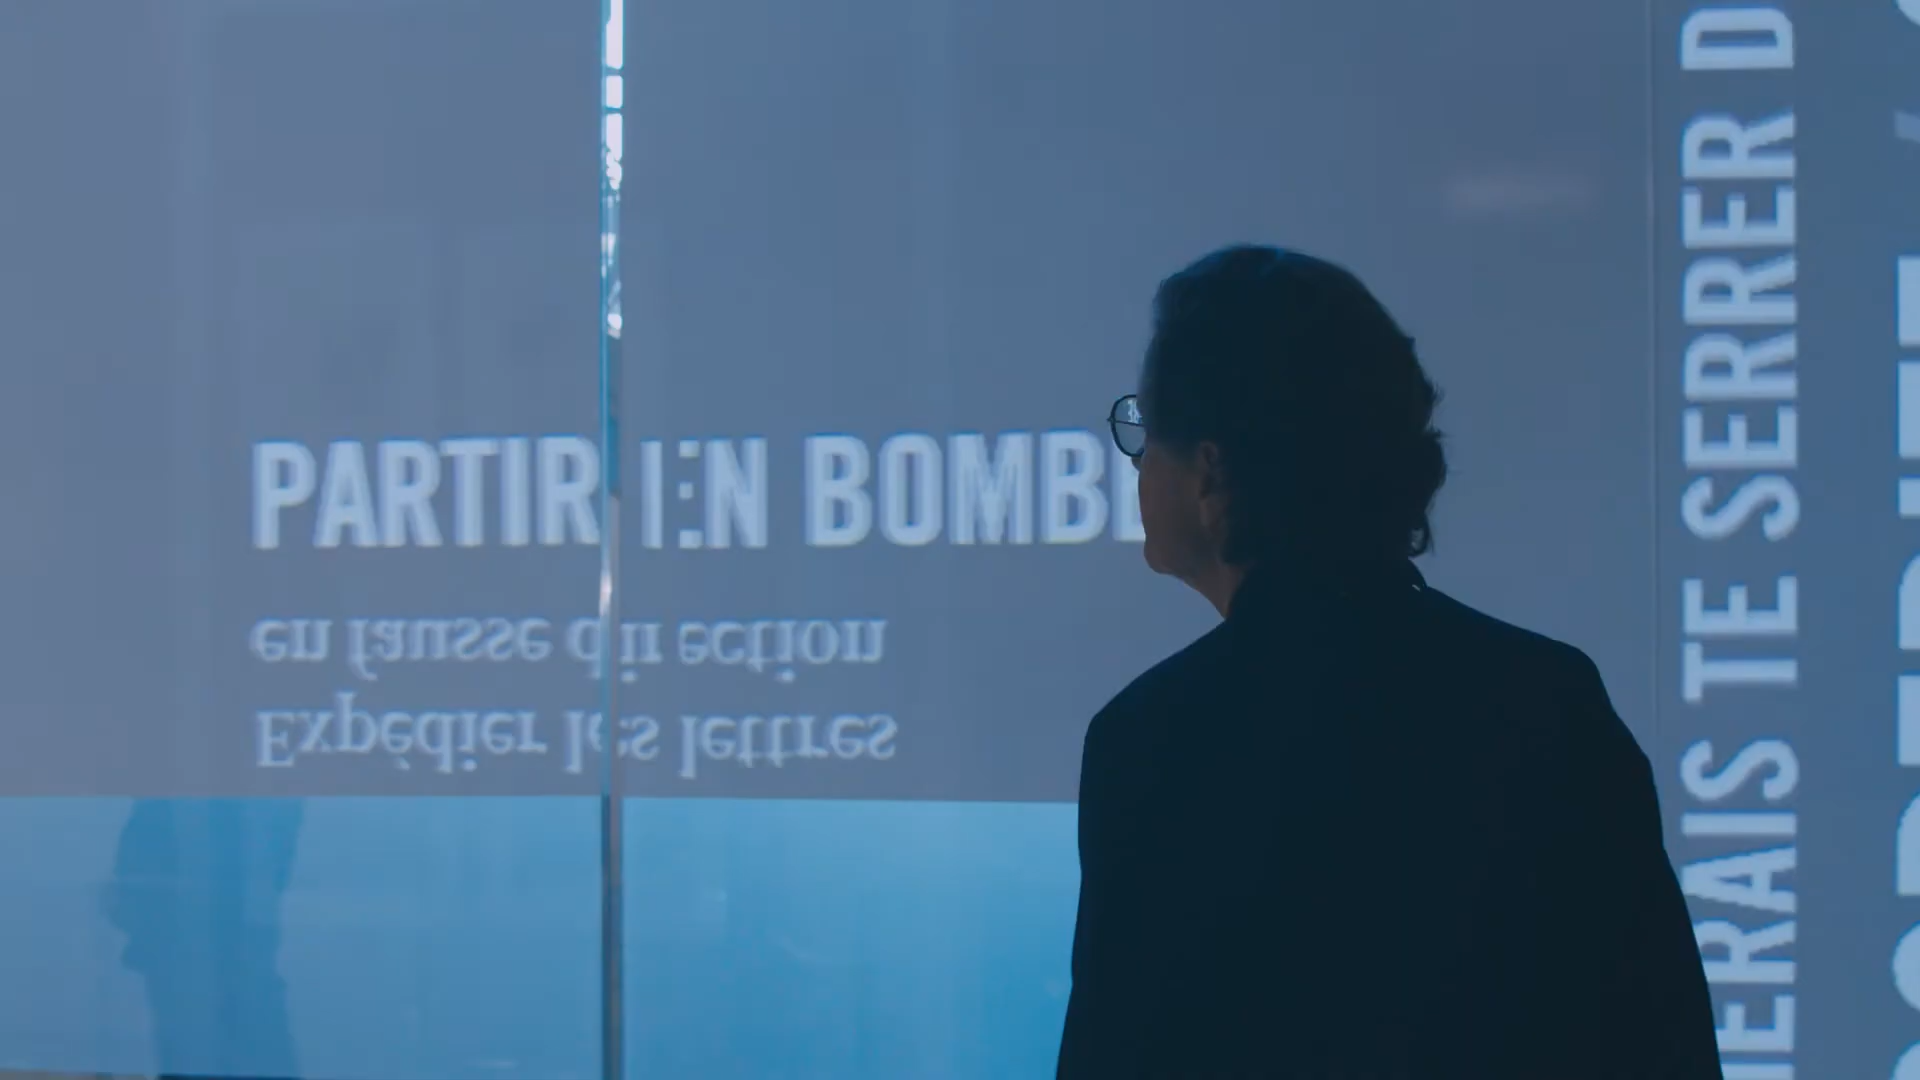 PARTIR EN BOMBE
en fausse direction
Expédier les lettres
ERAIS TE SERRER D